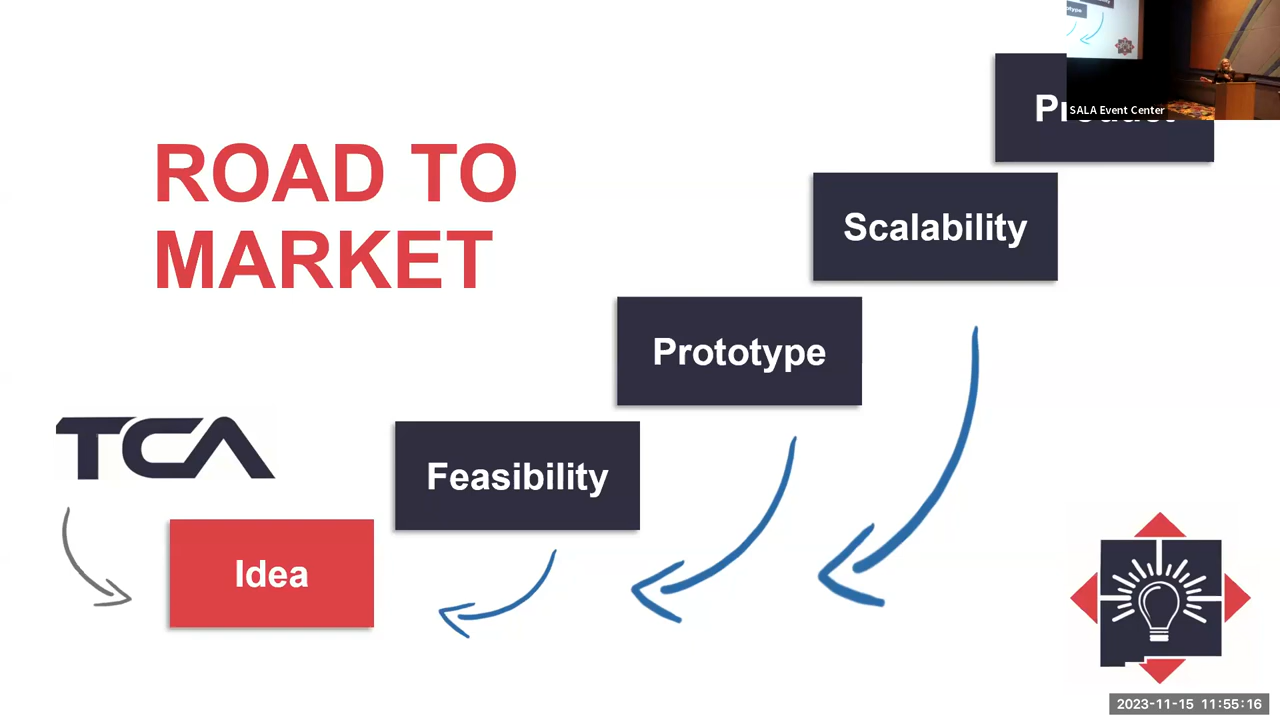 ROAD TO
MARKET
SALA Event Center
Scalability
Prototype
TCA
Feasibility
Idea
2023-11-15 11:55:16